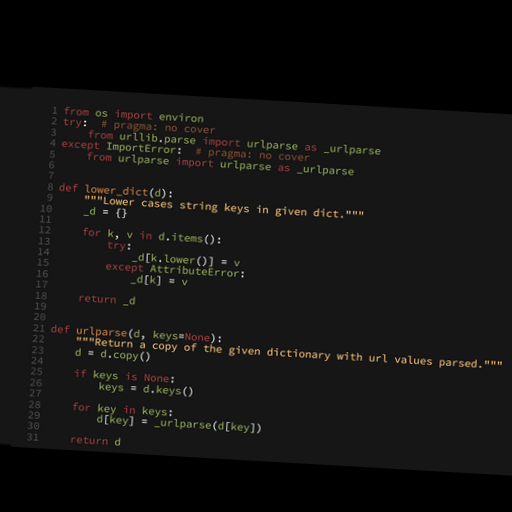 1 from os import environ
2 try:  # pragma: no cover
3     from urllib.parse import urlparse as _urlparse
4 except ImportError:  # pragma: no cover
5     from urlparse import urlparse as _urlparse
6
7
8 def lower_dict(d):
9     """Lower cases string keys in given dict."""
10     _d = {}
11
12     for k, v in d.items():
13         try:
14             _d[k.lower()] = v
15         except AttributeError:
16             _d[k] = v
17
18     return _d
19
20
21 def urlparse(d, keys=None):
22     """Return a copy of the given dictionary with url values parsed."""
23     d = d.copy()
24
25     if keys is None:
26         keys = d.keys()
27
28     for key in keys:
29         d[key] = _urlparse(d[key])
30
31     return d